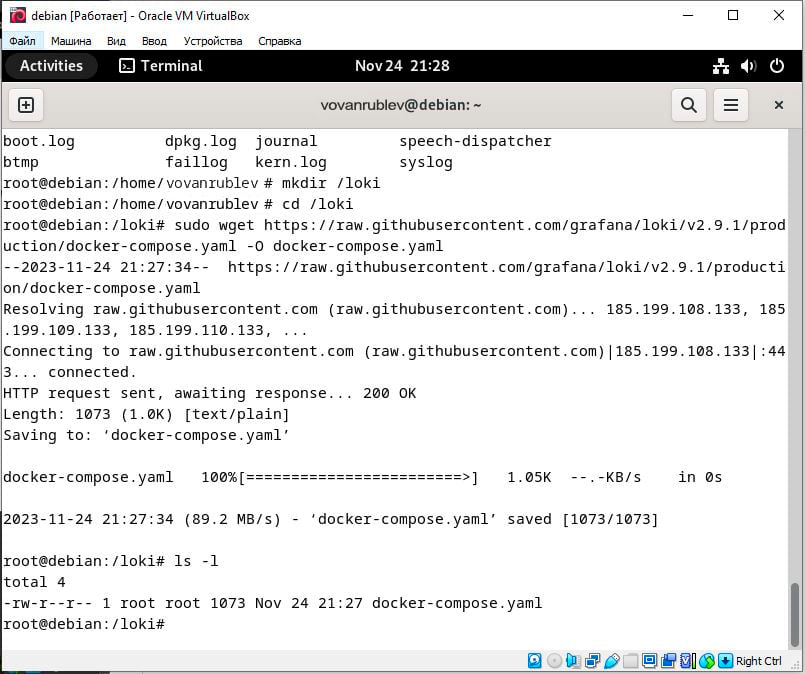 debian [Работает] - Oracle VM VirtualBox
Файл Машина Вид Ввод Устройства Справка
Activities Terminal Nov 24 21:28
vovanrublev@debian: ~
boot.log dpkg.log journal speech-dispatcher
btmp faillog kern.log syslog
root@debian:/home/vovanrublev # mkdir /loki
root@debian:/home/vovanrublev # cd /loki
root@debian:/loki# sudo wget https://raw.githubusercontent.com/grafana/loki/v2.9.1/prod
uction/docker-compose.yaml -O docker-compose.yaml
--2023-11-24 21:27:34-- https://raw.githubusercontent.com/grafana/loki/v2.9.1/producti
on/docker-compose.yaml
Resolving raw.githubusercontent.com (raw.githubusercontent.com)... 185.199.108.133, 185
.199.109.133, 185.199.110.133, ...
Connecting to raw.githubusercontent.com (raw.githubusercontent.com)|185.199.108.133|:44
3... connected.
HTTP request sent, awaiting response... 200 OK
Length: 1073 (1.0K) [text/plain]
Saving to: ‘docker-compose.yaml’
docker-compose.yaml 100%[========================>] 1.05K --.-KB/s in 0s
2023-11-24 21:27:34 (89.2 MB/s) - ‘docker-compose.yaml’ saved [1073/1073]
root@debian:/loki# ls -l
total 4
-rw-r--r-- 1 root root 1073 Nov 24 21:27 docker-compose.yaml
root@debian:/loki#
Right Ctrl